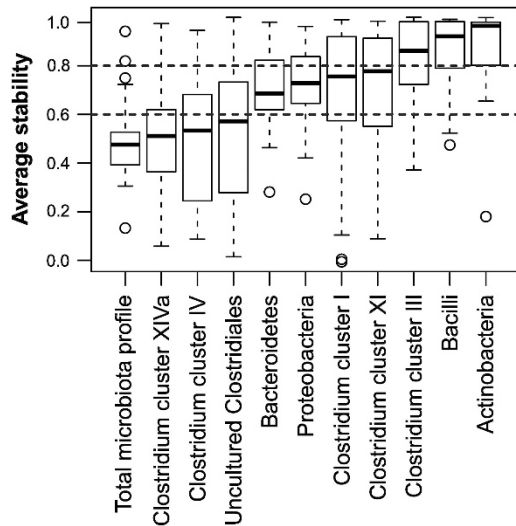 Average stability
1.0
0.8
0.6
0.4
0.2
0.0
Total microbiota profile
Clostridium cluster XIVa
Clostridium cluster IV
Uncultured Clostridiales
Bacteroidetes
Proteobacteria
Clostridium cluster I
Clostridium cluster XI
Clostridium cluster III
Bacilli
Actinobacteria